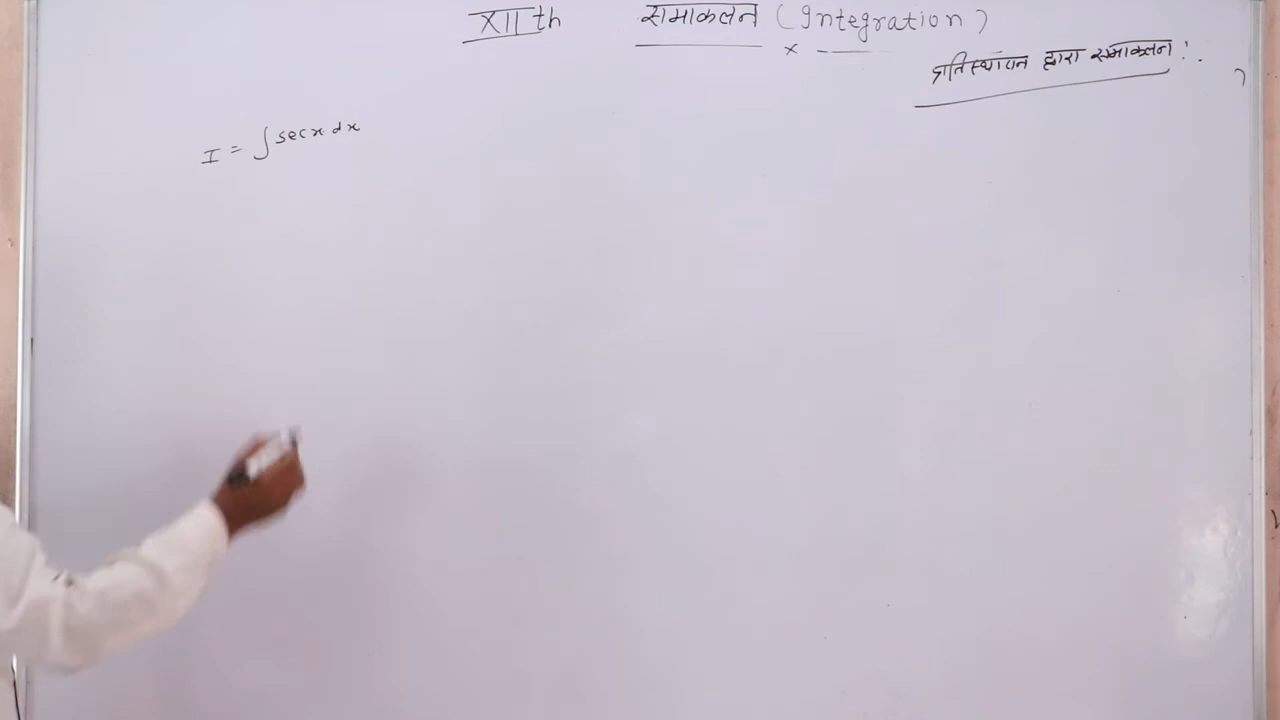 XIIth समाकलन (Integration)
प्रतिस्थापन द्वारा समाकलन :.
I = ∫ sec x. dx